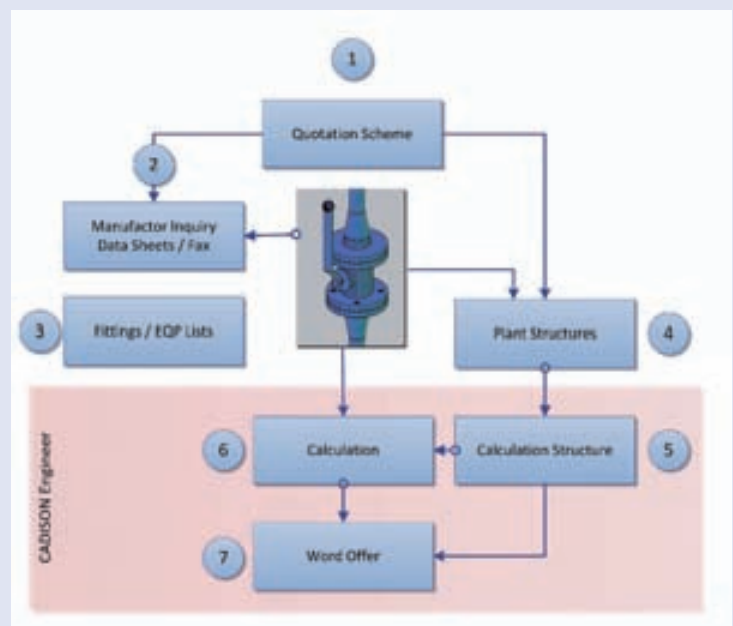 1
Quotation Scheme
2
Manufactor Inquiry
Data Sheets / Fax
3
Fittings / EQP Lists
Plant Structures
4
CADISON Engineer
6
Calculation
Calculation Structure
5
7
Word Offer